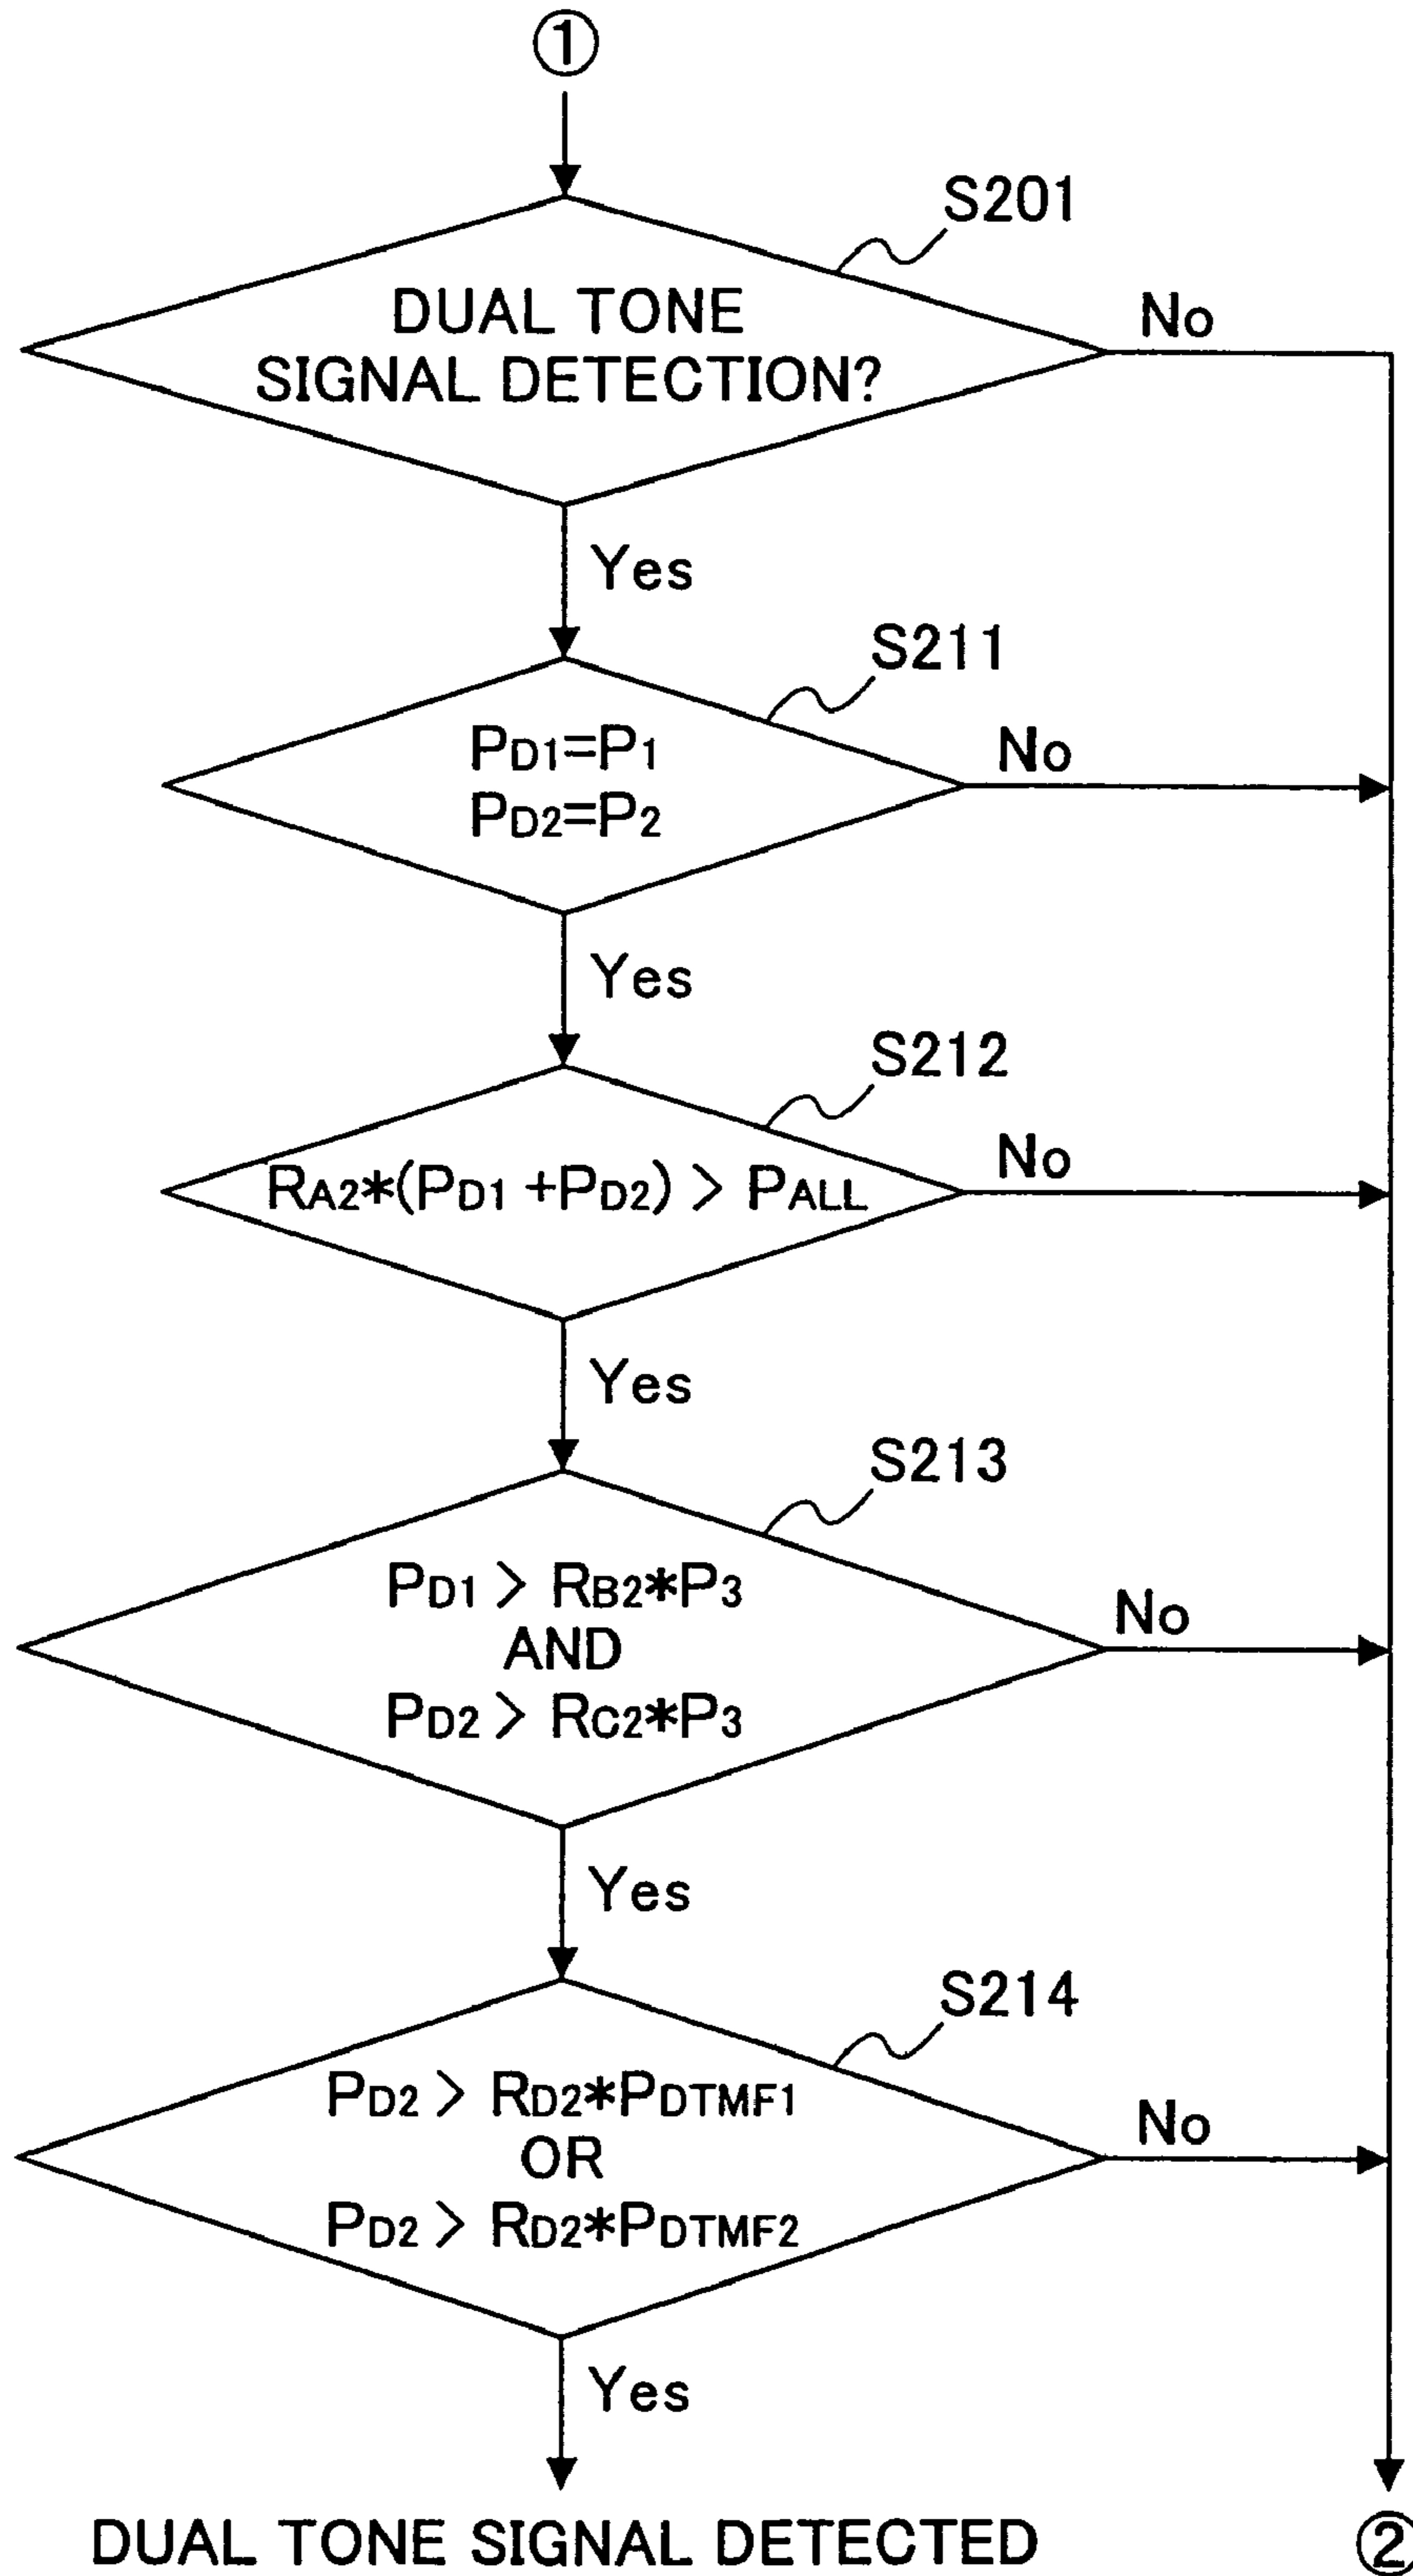 ①
S201
DUAL TONE
SIGNAL DETECTION?
No
Yes
S211
PD1=P1
PD2=P2
No
Yes
S212
RA2*(PD1 +PD2) > PALL
No
Yes
S213
PD1 > RB2*P3
AND
PD2 > RC2*P3
No
Yes
S214
PD2 > RD2*PDTMF1
OR
PD2 > RD2*PDTMF2
No
Yes
DUAL TONE SIGNAL DETECTED
②